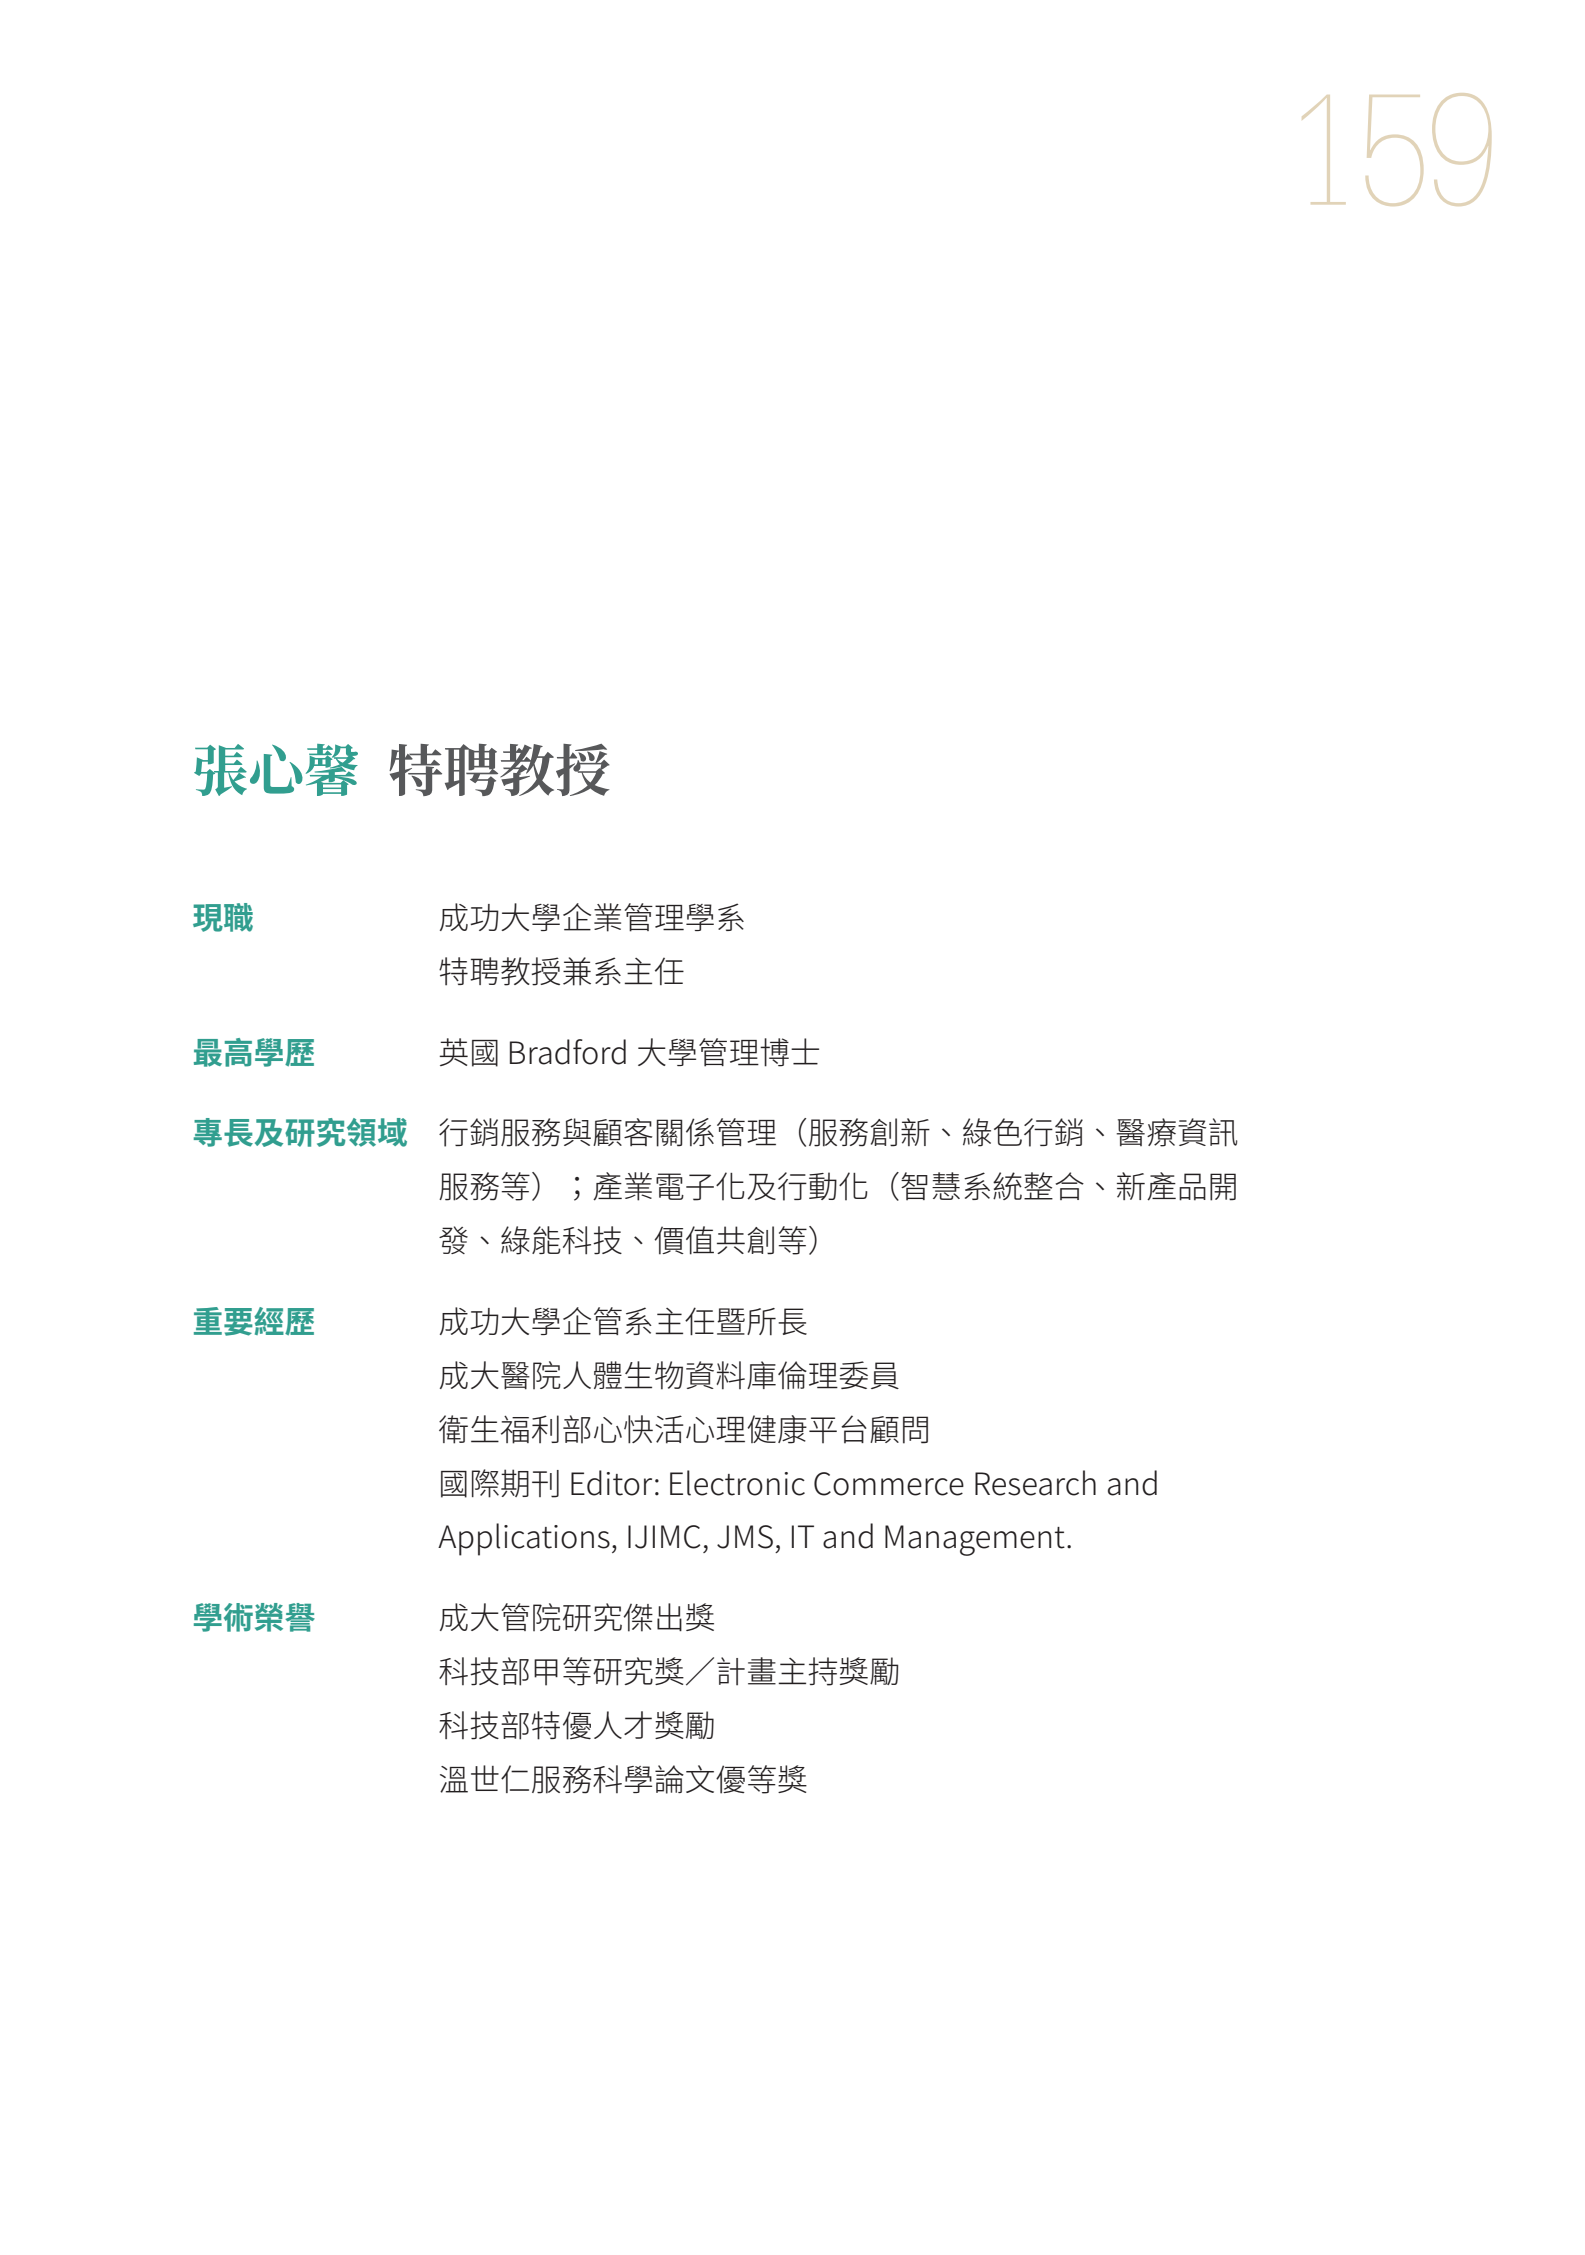 159
張心馨 特聘教授
現職 成功大學企業管理學系
特聘教授兼系主任
最高學歷 英國 Bradford 大學管理博士
專長及研究領域 行銷服務與顧客關係管理（服務創新、綠色行銷、醫療資訊
服務等）；產業電子化及行動化（智慧系統整合、新產品開
發、綠能科技、價值共創等）
重要經歷 成功大學企管系主任暨所長
成大醫院人體生物資料庫倫理委員
衛生福利部心快活心理健康平台顧問
國際期刊 Editor: Electronic Commerce Research and
Applications, IJIMC, JMS, IT and Management.
學術榮譽 成大管院研究傑出獎
科技部甲等研究獎／計畫主持獎勵
科技部特優人才獎勵
溫世仁服務科學論文優等獎